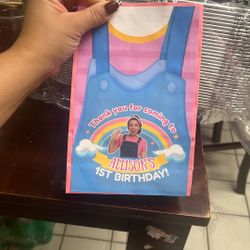 Thank you for coming to
ALLISON'S
1ST BIRTHDAY!